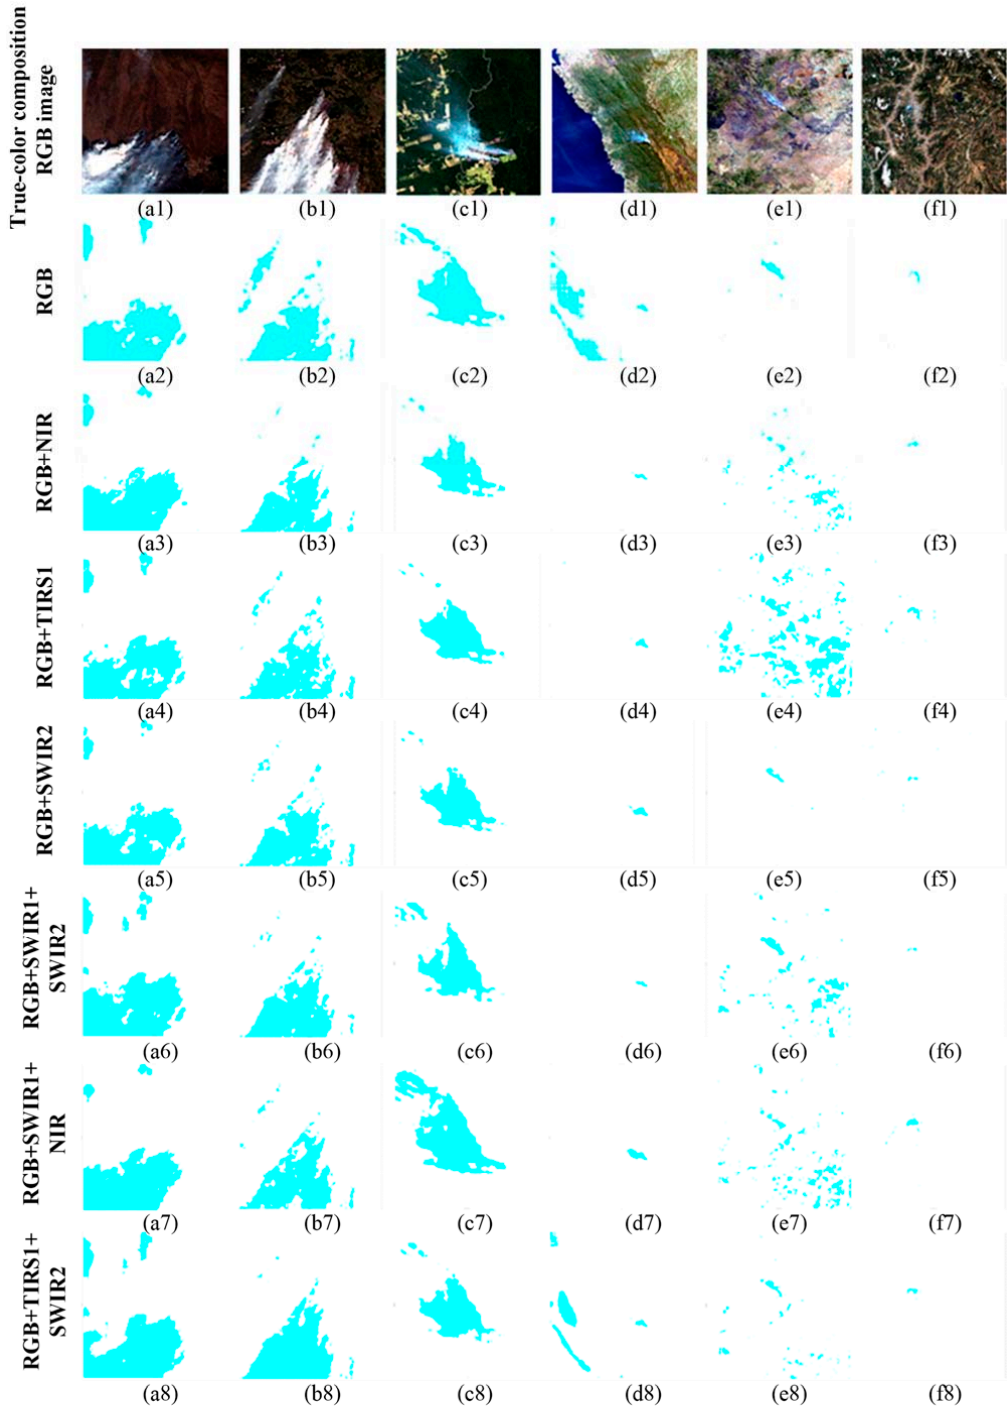 True-color composition
RGB image
(a1) (b1) (c1) (d1) (e1) (f1)
RGB
(a2) (b2) (c2) (d2) (e2) (f2)
RGB+NIR
(a3) (b3) (c3) (d3) (e3) (f3)
RGB+TIRS1
(a4) (b4) (c4) (d4) (e4) (f4)
RGB+SWIR2
(a5) (b5) (c5) (d5) (e5) (f5)
RGB+SWIR1+
SWIR2
(a6) (b6) (c6) (d6) (e6) (f6)
RGB+SWIR1+
NIR
(a7) (b7) (c7) (d7) (e7) (f7)
RGB+TIRS1+
SWIR2
(a8) (b8) (c8) (d8) (e8) (f8)